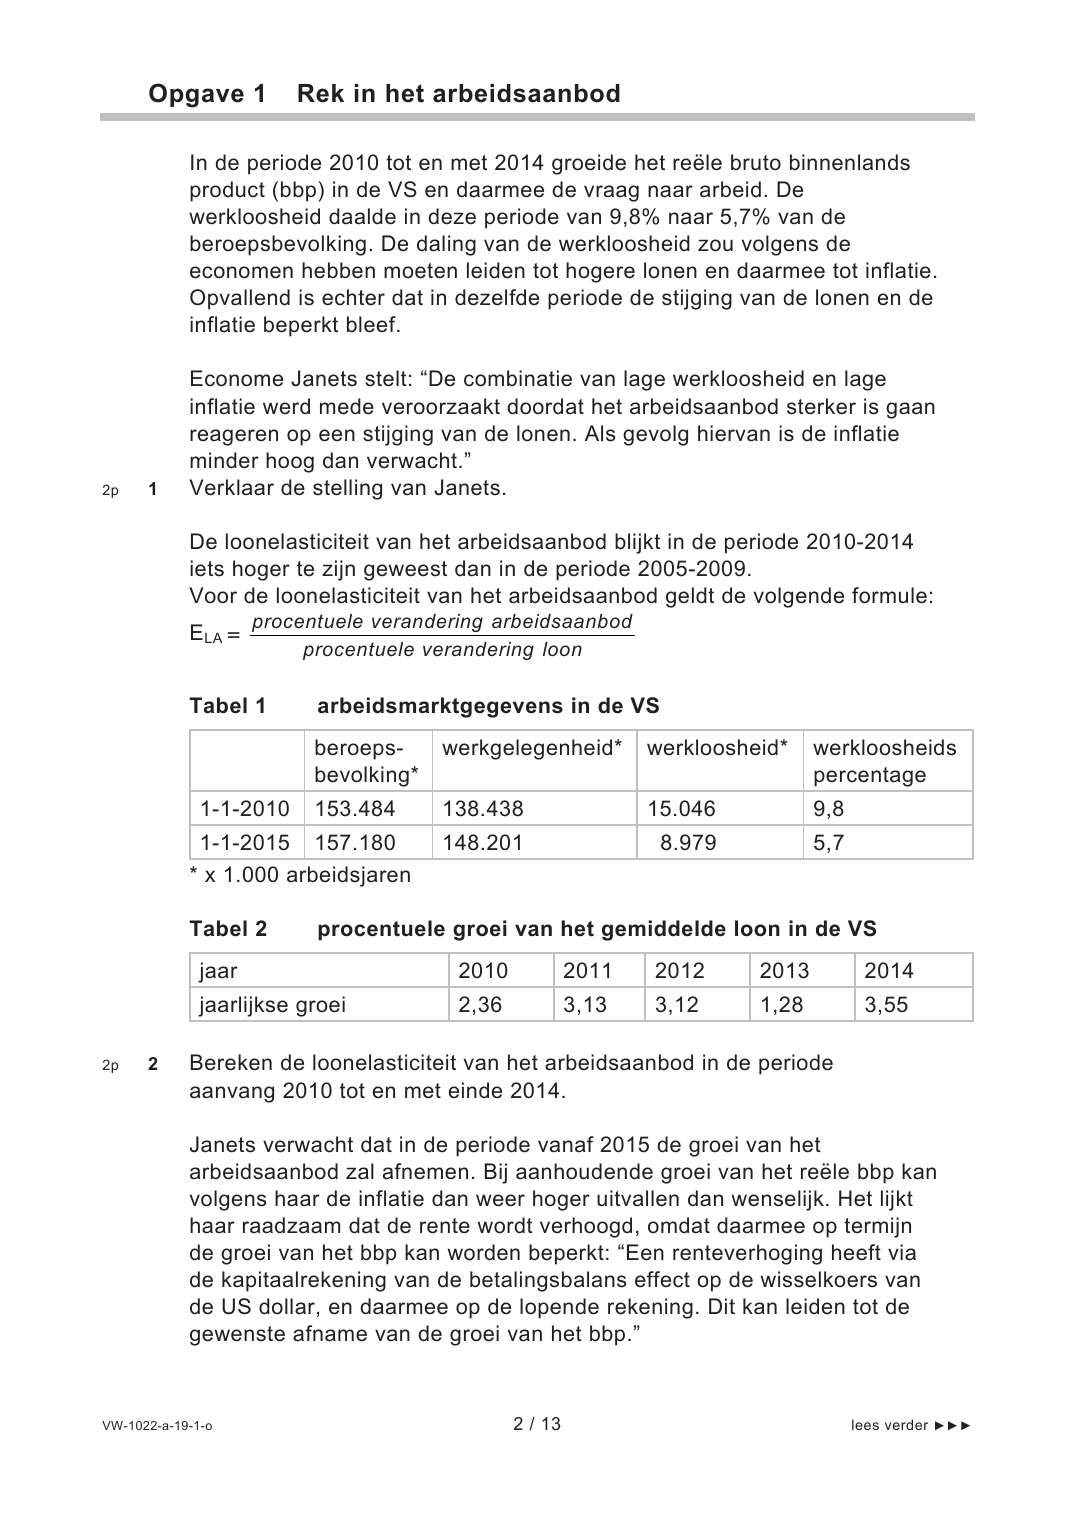 Opgave 1 Rek in het arbeidsaanbod
In de periode 2010 tot en met 2014 groeide het reële bruto binnenlands
product (bbp) in de VS en daarmee de vraag naar arbeid. De
werkloosheid daalde in deze periode van 9,8% naar 5,7% van de
beroepsbevolking. De daling van de werkloosheid zou volgens de
economen hebben moeten leiden tot hogere lonen en daarmee tot inflatie.
Opvallend is echter dat in dezelfde periode de stijging van de lonen en de
inflatie beperkt bleef.
Econome Janets stelt: “De combinatie van lage werkloosheid en lage
inflatie werd mede veroorzaakt doordat het arbeidsaanbod sterker is gaan
reageren op een stijging van de lonen. Als gevolg hiervan is de inflatie
minder hoog dan verwacht.”
2p 1 Verklaar de stelling van Janets.
De loonelasticiteit van het arbeidsaanbod blijkt in de periode 2010-2014
iets hoger te zijn geweest dan in de periode 2005-2009.
Voor de loonelasticiteit van het arbeidsaanbod geldt de volgende formule:
procentuele verandering arbeidsaanbod
ELA =
procentuele verandering loon
Tabel 1 arbeidsmarktgegevens in de VS
beroeps- werkgelegenheid* werkloosheid* werkloosheids
bevolking* percentage
1-1-2010 153.484 138.438 15.046 9,8
1-1-2015 157.180 148.201 8.979 5,7
* x 1.000 arbeidsjaren
Tabel 2 procentuele groei van het gemiddelde loon in de VS
jaar 2010 2011 2012 2013 2014
jaarlijkse groei 2,36 3,13 3,12 1,28 3,55
2p 2 Bereken de loonelasticiteit van het arbeidsaanbod in de periode
aanvang 2010 tot en met einde 2014.
Janets verwacht dat in de periode vanaf 2015 de groei van het
arbeidsaanbod zal afnemen. Bij aanhoudende groei van het reële bbp kan
volgens haar de inflatie dan weer hoger uitvallen dan wenselijk. Het lijkt
haar raadzaam dat de rente wordt verhoogd, omdat daarmee op termijn
de groei van het bbp kan worden beperkt: “Een renteverhoging heeft via
de kapitaalrekening van de betalingsbalans effect op de wisselkoers van
de US dollar, en daarmee op de lopende rekening. Dit kan leiden tot de
gewenste afname van de groei van het bbp.”
VW-1022-a-19-1-o 2 / 13 lees verder ►►►